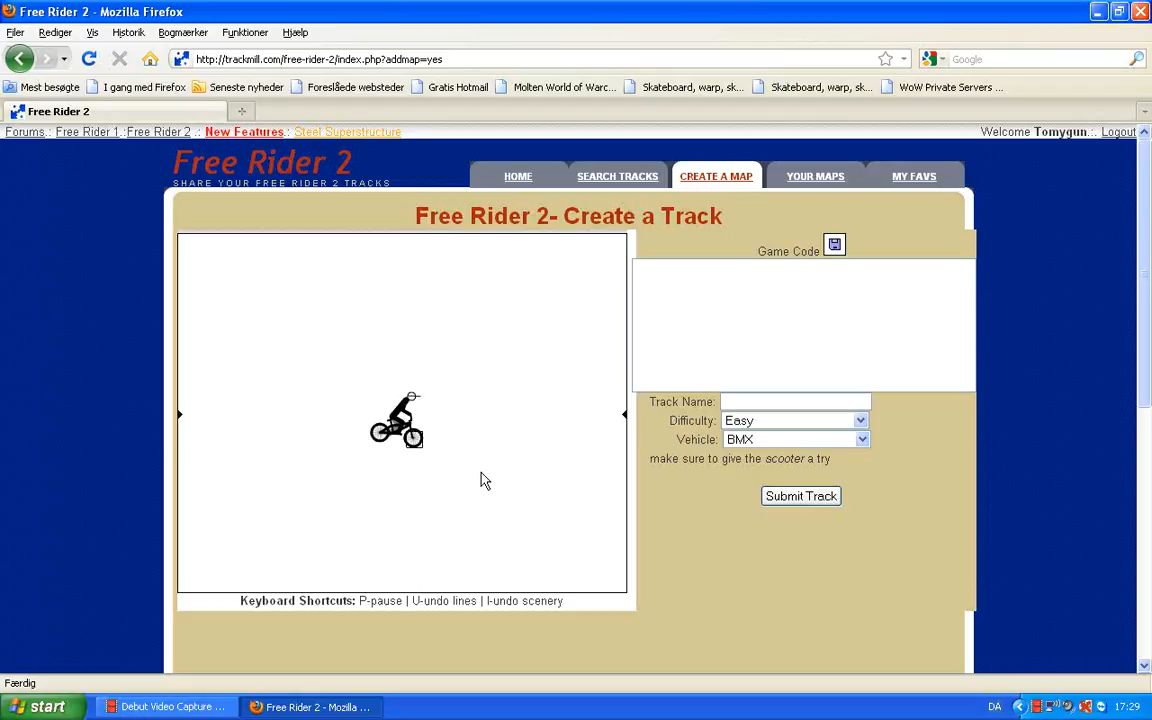 Free Rider 2 - Mozilla Firefox
Filer Rediger Vis Historik Bogmærker Funktioner Hjælp
http://trackmill.com/free-rider-2/index.php?addmap=yes
Google
Mest besøgte I gang med Firefox Seneste nyheder Foreslåede websteder Gratis Hotmail Molten World of Warc... Skateboard, warp, sk... Skateboard, warp, sk... WoW Private Servers ...
Free Rider 2
Forums.: Free Rider 1.:Free Rider 2 .: New Features.: Steel Superstructure Welcome Tomygun.:. Logout
Free Rider 2
SHARE YOUR FREE RIDER 2 TRACKS
HOME SEARCH TRACKS CREATE A MAP YOUR MAPS MY FAVS
Free Rider 2- Create a Track
Game Code
Track Name:
Difficulty: Easy
Vehicle: BMX
make sure to give the scooter a try
Submit Track
Keyboard Shortcuts: P-pause | U-undo lines | I-undo scenery
Færdig
start Debut Video Capture ... Free Rider 2 - Mozilla ... DA 17:29